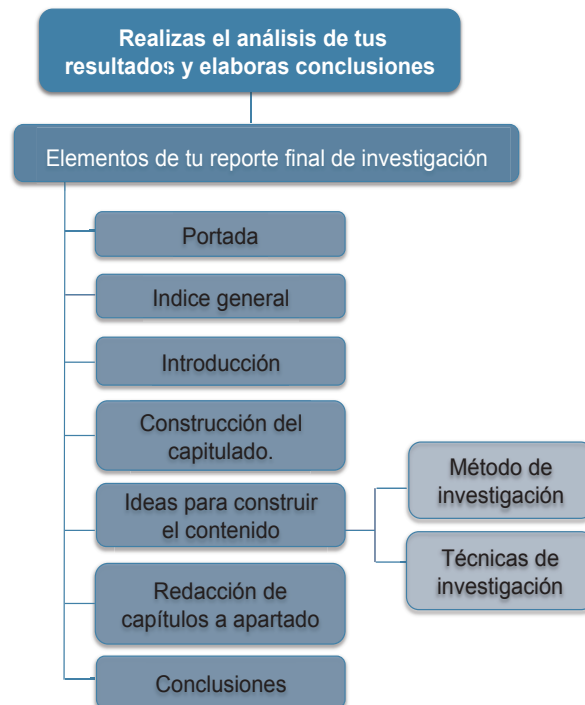 Realizas el análisis de tus
resultados y elaboras conclusiones
Elementos de tu reporte final de investigación
Portada
Indice general
Introducción
Construcción del
capitulado.
Ideas para construir
el contenido
Método de
investigación
Técnicas de
investigación
Redacción de
capítulos a apartado
Conclusiones